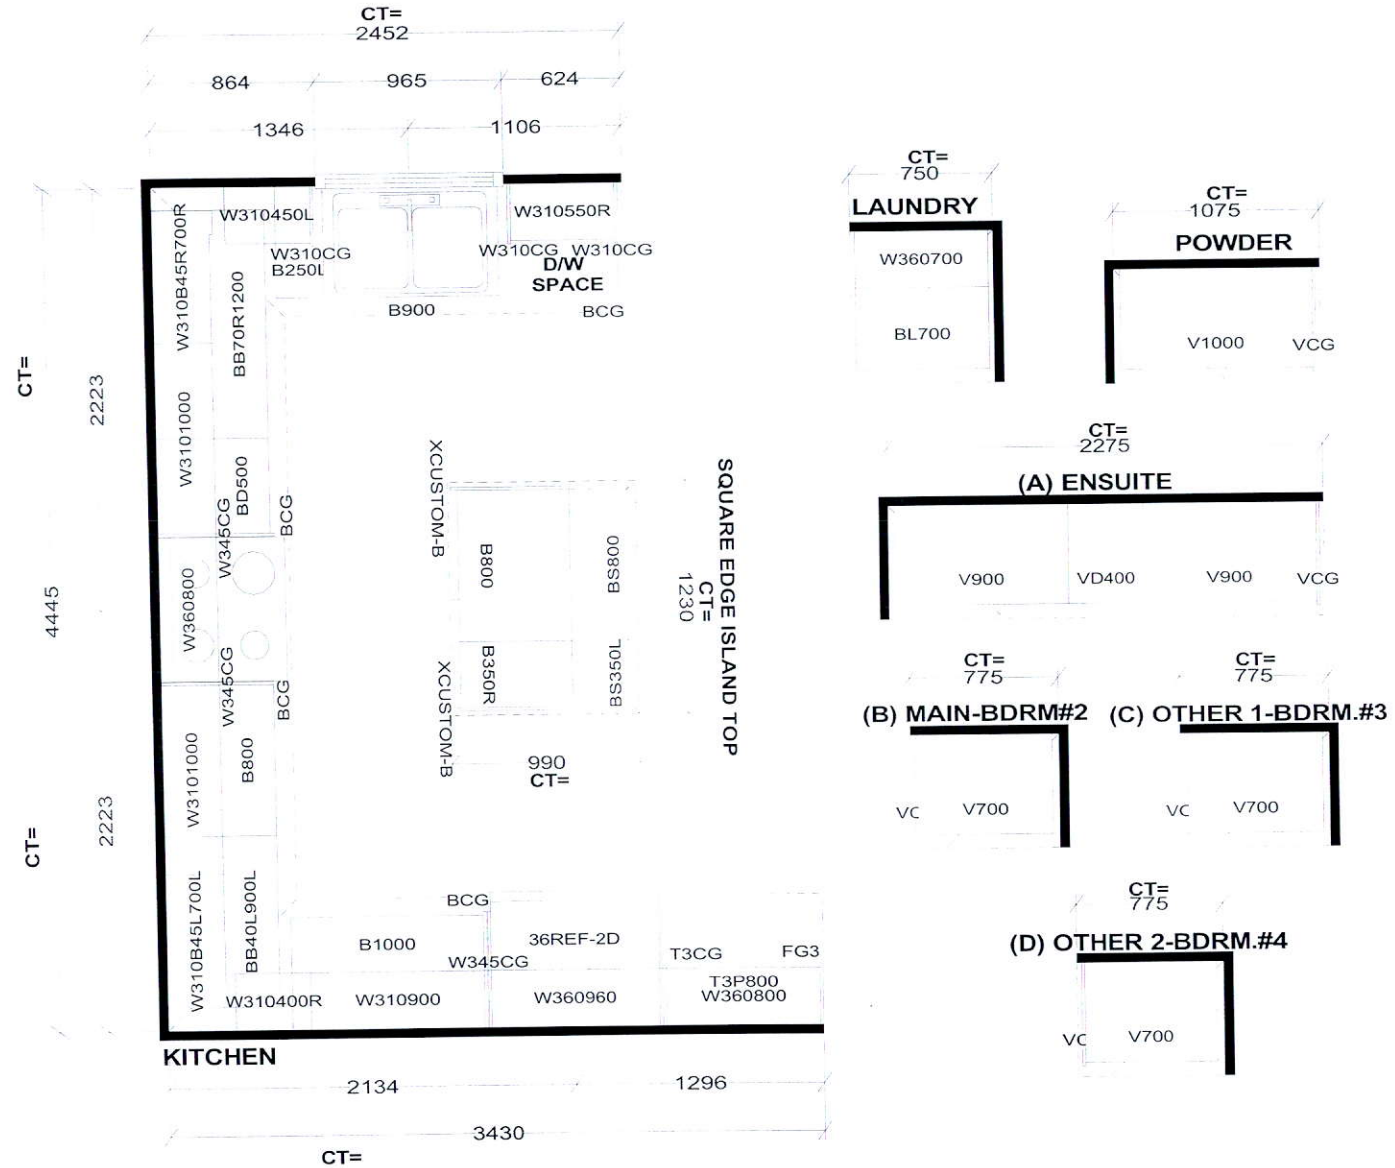 CT=
2452
864
965
624
1346
1106
W310450L
W310550R
W310CG
B250L
W310CG
W310CG
D/W
SPACE
B900
BCG
W310B45R700R
BB70R1200
W3101000
BD500
W345CG
BCG
CT=
2223
4445
2223
CT=
W360800
W345CG
BCG
W3101000
B800
W310B45L700L
BB40L900L
XCUSTOM-B
B800
BS800
B350R
BS350L
XCUSTOM-B
SQUARE EDGE ISLAND TOP
CT=
1230
990
CT=
BCG
B1000
36REF-2D
W345CG
T3CG
FG3
T3P800
W310400R
W310900
W360960
W360800
KITCHEN
2134
1296
3430
CT=
CT=
750
LAUNDRY
W360700
BL700
CT=
1075
POWDER
V1000
VCG
CT=
2275
(A) ENSUITE
V900
VD400
V900
VCG
CT=
775
(B) MAIN-BDRM#2
VC
V700
CT=
775
(C) OTHER 1-BDRM.#3
VC
V700
CT=
775
(D) OTHER 2-BDRM.#4
VC
V700